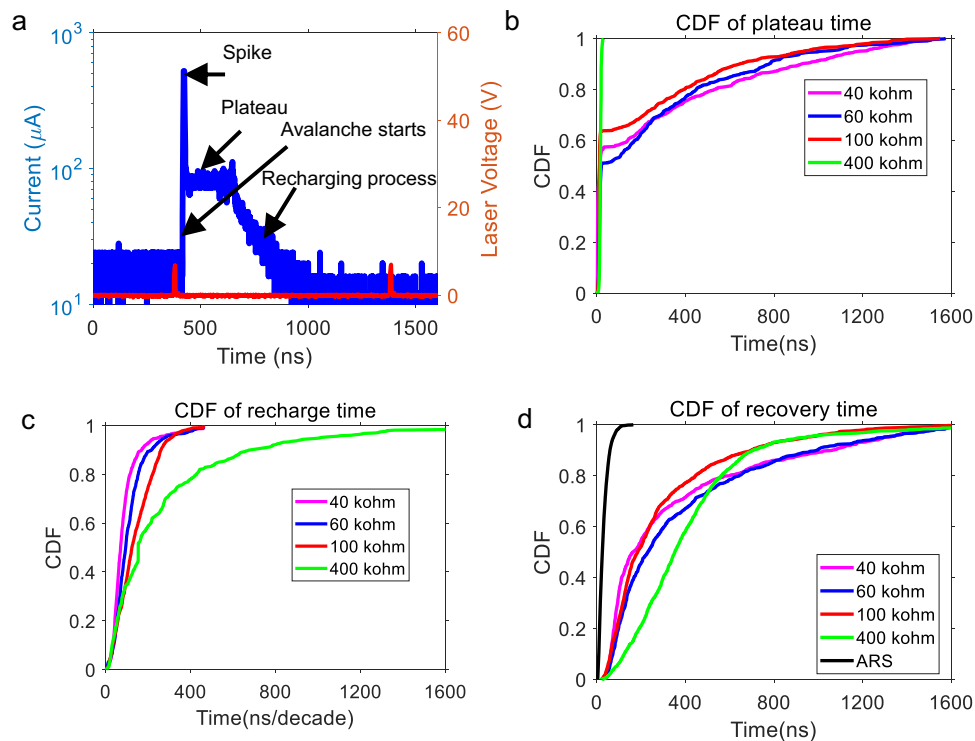 a
10³
10²
10¹
Current (μA)
Spike
Plateau
Avalanche starts
Recharging process
60
40
20
0
Laser Voltage (V)
0
500
1000
1500
Time (ns)
b
CDF of plateau time
1
0.8
0.6
0.4
0.2
0
CDF
40 kohm
60 kohm
100 kohm
400 kohm
0
400
800
1200
1600
Time(ns)
c
CDF of recharge time
1
0.8
0.6
0.4
0.2
0
CDF
40 kohm
60 kohm
100 kohm
400 kohm
0
400
800
1200
1600
Time(ns/decade)
d
CDF of recovery time
1
0.8
0.6
0.4
0.2
0
CDF
40 kohm
60 kohm
100 kohm
400 kohm
ARS
0
400
800
1200
1600
Time(ns)